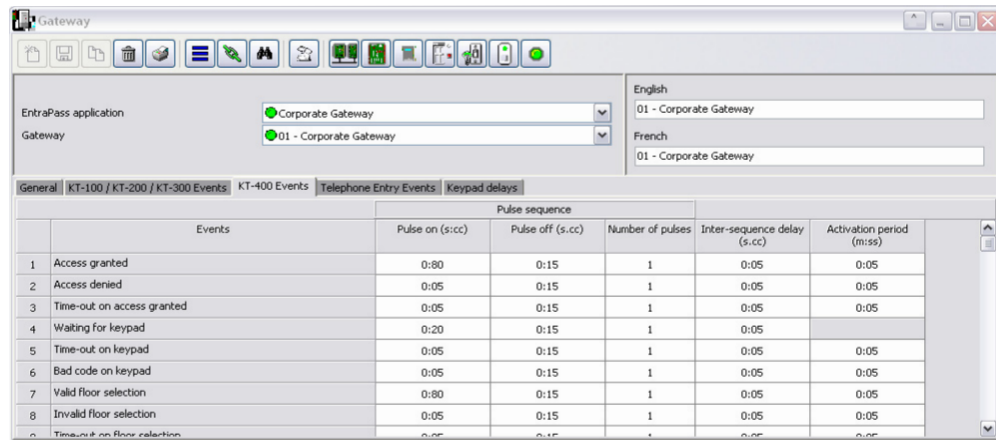 Gateway
English
EntraPass application Corporate Gateway 01 - Corporate Gateway
Gateway 01 - Corporate Gateway French
01 - Corporate Gateway
General KT-100 / KT-200 / KT-300 Events KT-400 Events Telephone Entry Events Keypad delays
Pulse sequence
Events Pulse on (s:cc) Pulse off (s.cc) Number of pulses Inter-sequence delay (s.cc) Activation period (m:ss)
1 Access granted 0:80 0:15 1 0:05 0:05
2 Access denied 0:05 0:15 1 0:05 0:05
3 Time-out on access granted 0:05 0:15 1 0:05 0:05
4 Waiting for keypad 0:20 0:15 1 0:05
5 Time-out on keypad 0:05 0:15 1 0:05 0:05
6 Bad code on keypad 0:05 0:15 1 0:05 0:05
7 Valid floor selection 0:80 0:15 1 0:05 0:05
8 Invalid floor selection 0:05 0:15 1 0:05 0:05
Time-out on floor selection